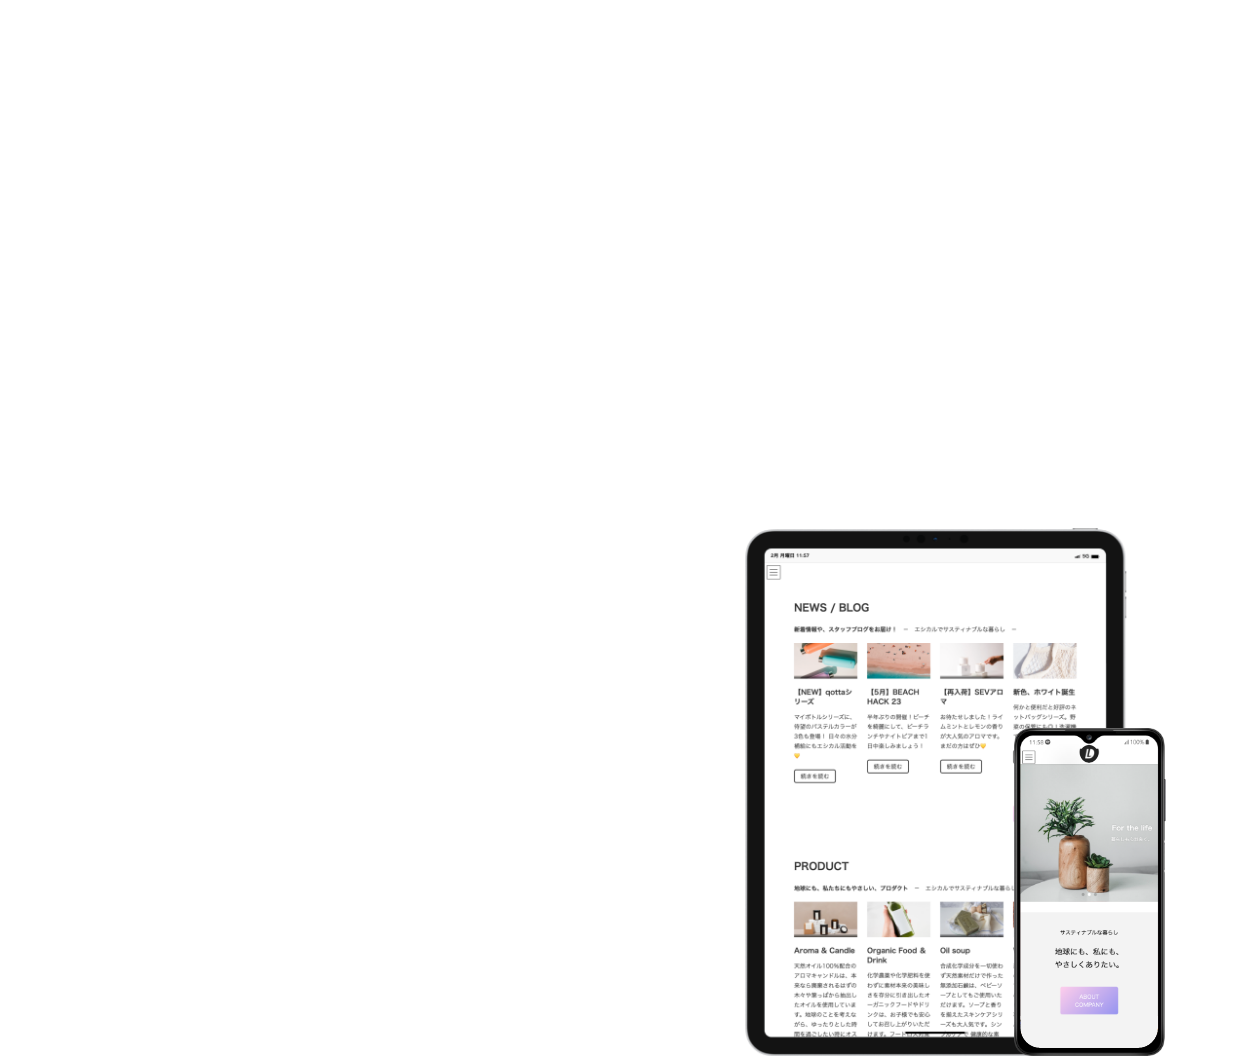 2月 月曜日 11:57
5G
NEWS / BLOG
新着情報や、スタッフブログをお届け！ ー エシカルでサスティナブルな暮らし ー
【NEW】qottaシ
リーズ
マイボトルシリーズに、
待望のパステルカラーが
3色も登場！ 日々の水分
補給にもエシカル活動を
続きを読む
【5月】BEACH
HACK 23
半年ぶりの開催！ビーチ
を綺麗にして、ビーチラ
ンチやナイトピアまで1
日中楽しみましょう！
続きを読む
【再入荷】SEVアロ
マ
お待たせしました！ライ
ムミントとレモンの香り
が大人気のアロマです。
まだの方はぜひ
続きを読む
新色、ホワイト誕生
何かと便利だと好評のネ
ットバッグシリーズ。野
PRODUCT
地球にも、私たちにもやさしい、プロダクト ー エシカルでサスティナブルな暮らし
Aroma & Candle
天然オイル100%配合の
アロマキャンドルは、本
来なら廃棄されるはずの
木々や葉っぱから抽出し
たオイルを使用していま
す。地球のことを考えな
がら、ゆったりとした時
間を過ごしたい時にオス
Organic Food &
Drink
化学農薬や化学肥料を使
わずに素材本来の美味し
さを存分に引き出したオ
ーガニックフードやドリ
ンクは、お子様でも安心
してお召し上がりいただ
Oil soup
合成化学成分を一切使わ
ず天然素材だけで作った
無添加石鹸は、ベビーソ
ープとしてもご使用いた
だけます。ソープと香り
を揃えたスキンケアシリ
ーズも大人気です。シン
11:58
100%
For the life
サスティナブルな暮らし
地球にも、私にも、
やさしくありたい。
ABOUT
COMPANY